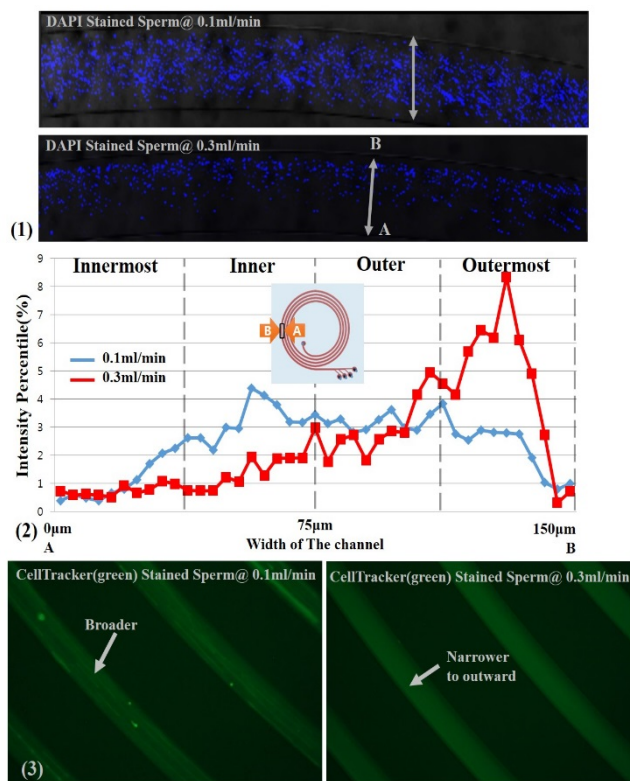 DAPI Stained Sperm@ 0.1ml/min
DAPI Stained Sperm@ 0.3ml/min
B
A
(1)
Innermost Inner Outer Outermost
9
8
7
6
5
4
3
2
1
0
Intensity Percentile(%)
0.1ml/min
0.3ml/min
B A
(2)
0μm 75μm 150μm
A Width of The channel B
CellTracker(green) Stained Sperm@ 0.1ml/min
Broader
CellTracker(green) Stained Sperm@ 0.3ml/min
Narrower
to outward
(3)